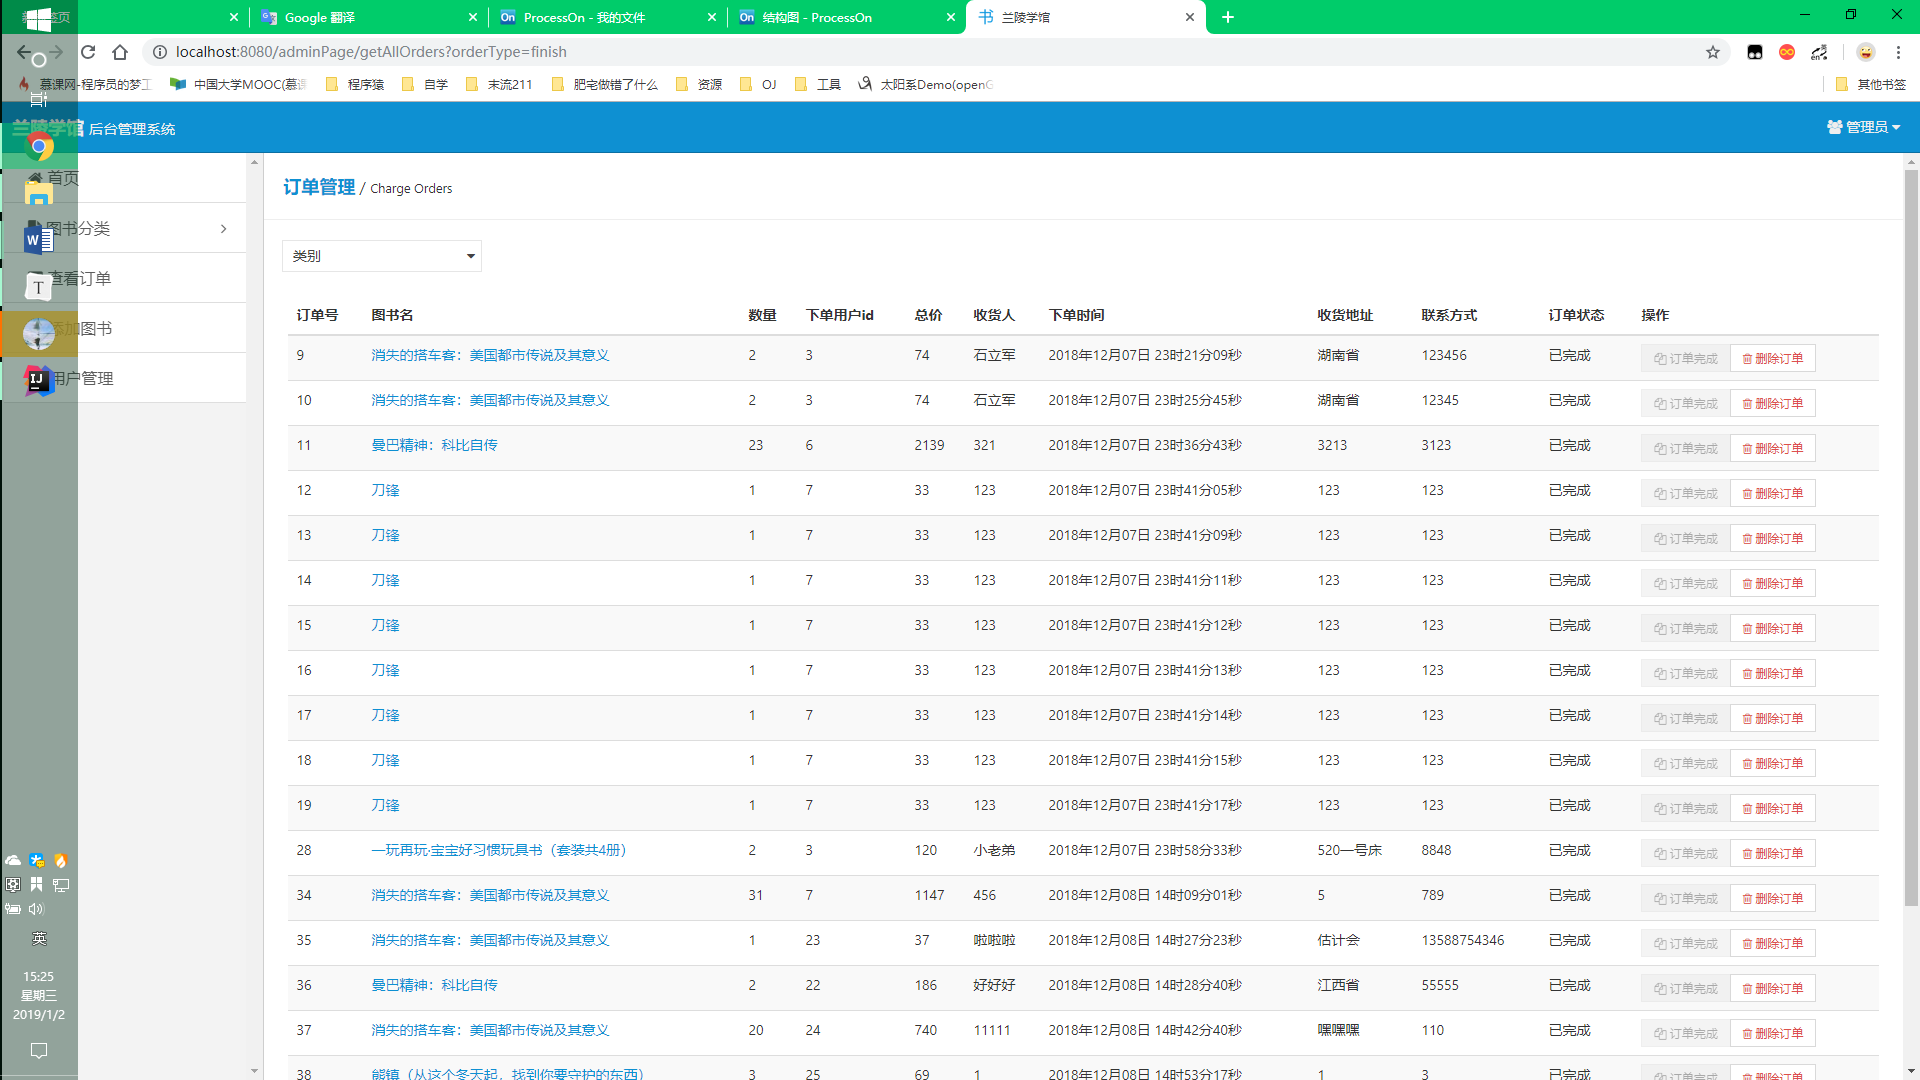 Google 翻译
ProcessOn - 我的文件
结构图 - ProcessOn
兰陵学馆
localhost:8080/adminPage/getAllOrders?orderType=finish
慕课网-程序员的梦工
中国大学MOOC(慕课
程序猿
自学
末流211
肥宅做错了什么
资源
OJ
工具
太阳系Demo(openG
其他书签
兰陵学馆 后台管理系统
管理员
首页
图书分类
查看订单
添加图书
用户管理
订单管理 / Charge Orders
类别
订单号 图书名 数量 下单用户id 总价 收货人 下单时间 收货地址 联系方式 订单状态 操作
9 消失的搭车客：美国都市传说及其意义 2 3 74 石立军 2018年12月07日 23时21分09秒 湖南省 123456 已完成 订单完成 删除订单
10 消失的搭车客：美国都市传说及其意义 2 3 74 石立军 2018年12月07日 23时25分45秒 湖南省 12345 已完成 订单完成 删除订单
11 曼巴精神：科比自传 23 6 2139 321 2018年12月07日 23时36分43秒 3213 3123 已完成 订单完成 删除订单
12 刀锋 1 7 33 123 2018年12月07日 23时41分05秒 123 123 已完成 订单完成 删除订单
13 刀锋 1 7 33 123 2018年12月07日 23时41分09秒 123 123 已完成 订单完成 删除订单
14 刀锋 1 7 33 123 2018年12月07日 23时41分11秒 123 123 已完成 订单完成 删除订单
15 刀锋 1 7 33 123 2018年12月07日 23时41分12秒 123 123 已完成 订单完成 删除订单
16 刀锋 1 7 33 123 2018年12月07日 23时41分13秒 123 123 已完成 订单完成 删除订单
17 刀锋 1 7 33 123 2018年12月07日 23时41分14秒 123 123 已完成 订单完成 删除订单
18 刀锋 1 7 33 123 2018年12月07日 23时41分15秒 123 123 已完成 订单完成 删除订单
19 刀锋 1 7 33 123 2018年12月07日 23时41分17秒 123 123 已完成 订单完成 删除订单
28 一玩再玩·宝宝好习惯玩具书（套装共4册） 2 3 120 小老弟 2018年12月07日 23时58分33秒 520一号床 8848 已完成 订单完成 删除订单
34 消失的搭车客：美国都市传说及其意义 31 7 1147 456 2018年12月08日 14时09分01秒 5 789 已完成 订单完成 删除订单
35 消失的搭车客：美国都市传说及其意义 1 23 37 啦啦啦 2018年12月08日 14时27分23秒 估计会 13588754346 已完成 订单完成 删除订单
36 曼巴精神：科比自传 2 22 186 好好好 2018年12月08日 14时28分40秒 江西省 55555 已完成 订单完成 删除订单
37 消失的搭车客：美国都市传说及其意义 20 24 740 11111 2018年12月08日 14时42分40秒 嘿嘿嘿 110 已完成 订单完成 删除订单
38 熊镇（从这个冬天起，找到你要守护的东西） 3 25 69 1 2018年12月08日 14时53分17秒 1 3 已完成 订单完成 删除订单
英
15:25
星期三
2019/1/2